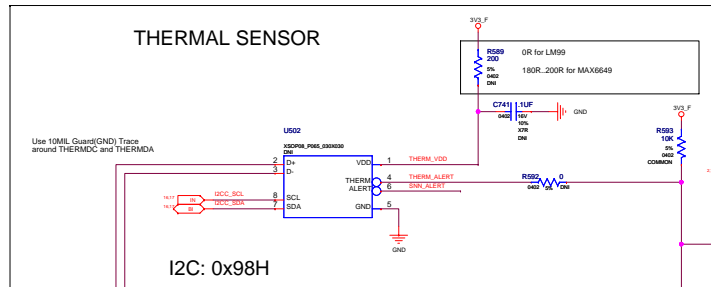 THERMAL SENSOR
3V3_F
R589
200
5%
0402
DNI
0R for LM99
180R..200R for MAX6649
C741
.1UF
0402
16V
10%
X7R
DNI
GND
3V3_F
R593
10K
5%
0402
COMMON
Use 10MIL Guard(GND) Trace
around THERMDC and THERMDA
U502
XSOP08_P065_030X030
DNI
2 D+ VDD 1 THERM_VDD
3 D-
THERM 4 THERM_ALERT
ALERT 6 SNN_ALERT
R592 0
0402 5% DNI
IN I2CC_SCL 8 SCL
BI I2CC_SDA 7 SDA
GND 5
GND
I2C: 0x98H